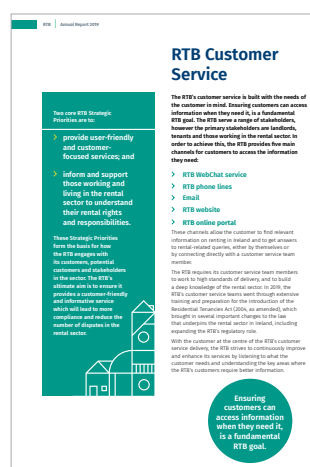 RTB Annual Report 2019
RTB Customer
Service
Two core RTB Strategic
Priorities are to:
> provide user-friendly
and customer-
focused services; and
> inform and support
those working and
living in the rental
sector to understand
their rental rights
and responsibilities.
These Strategic Priorities
form the basis for how
the RTB engages with
its customers, potential
customers and stakeholders
in the sector. The RTB's
ultimate aim is to ensure it
provides a customer-friendly
and informative service
which will lead to more
compliance and reduce the
number of disputes in the
rental sector.
The RTB's customer service is built with the needs of
the customer in mind. Ensuring customers can access
information when they need it, is a fundamental
RTB goal. The RTB serve a range of stakeholders,
however the primary stakeholders are landlords,
tenants and those working in the rental sector. In
order to achieve this, the RTB provides five main
channels for customers to access the information
they need:
> RTB WebChat service
> RTB phone lines
> Email
> RTB website
> RTB online portal
These channels allow the customer to find relevant
information on renting in Ireland and to get answers
to rental-related queries, either by themselves or
by connecting directly with a customer service team
member.
The RTB requires its customer service team members
to work to high standards of delivery, and to build
a deep knowledge of the rental sector. In 2019, the
RTB's customer service teams went through extensive
training and preparation for the introduction of the
Residential Tenancies Act (2004, as amended), which
brought in several important changes to the law
that underpins the rental sector in Ireland, including
expanding the RTB's regulatory role.
With the customer at the centre of the RTB's customer
service delivery, the RTB strives to continuously improve
and enhance its services by listening to what the
customer needs and understanding the key areas where
the RTB's customers require better information.
Ensuring
customers can
access information
when they need it,
is a fundamental
RTB goal.